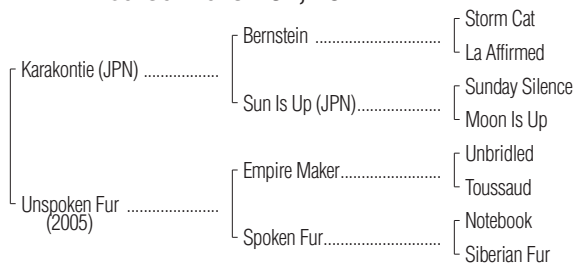 Storm Cat
Bernstein ........................................
La Affirmed
Karakontie (JPN) ........................
Sunday Silence
Sun Is Up (JPN)...........................
Moon Is Up
Unbridled
Empire Maker................................
Toussaud
Unspoken Fur ..............................
(2005)
Notebook
Spoken Fur.....................................
Siberian Fur